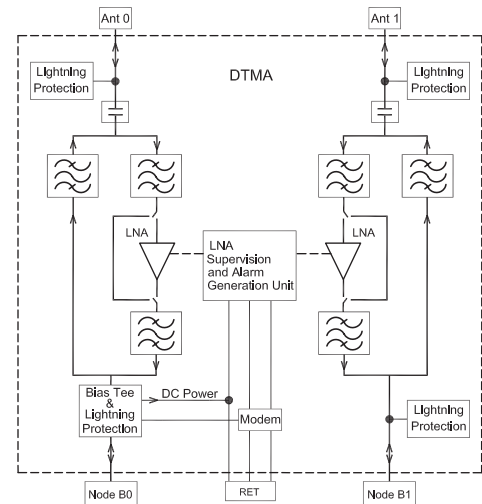 Ant 0
Ant 1
Lightning
Protection
DTMA
Lightning
Protection
LNA
LNA
Supervision
and Alarm
Generation Unit
LNA
Bias Tee
&
Lightning
Protection
DC Power
Modem
Lightning
Protection
Node B0
RET
Node B1